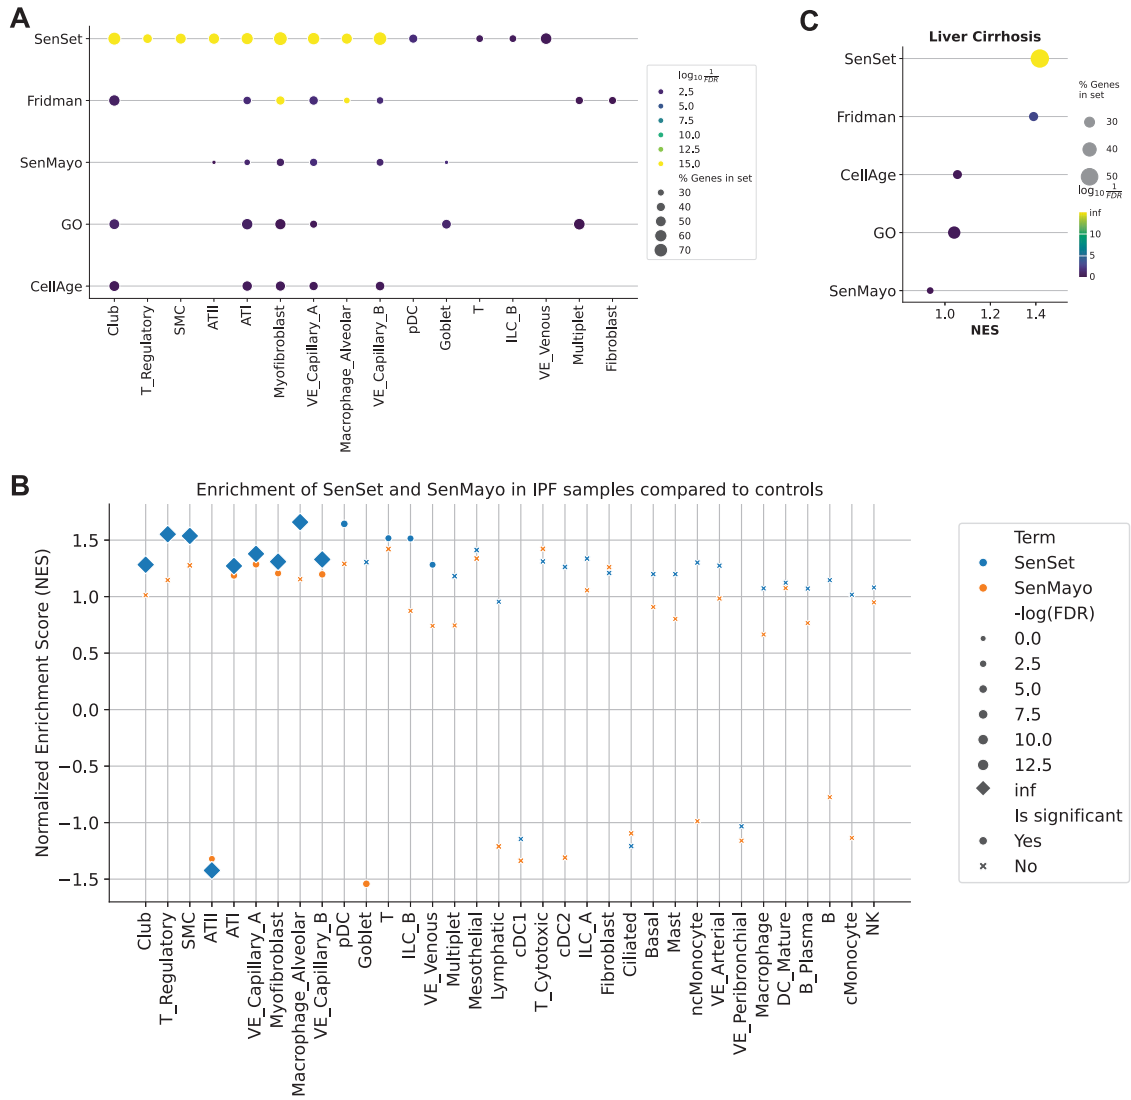 A
SenSet
Fridman
SenMayo
GO
CellAge
Club
T_Regulatory
SMC
ATII
ATI
Myofibroblast
VE_Capillary_A
Macrophage_Alveolar
VE_Capillary_B
pDC
Goblet
T
ILC_B
VE_Venous
Multiplet
Fibroblast
log10 1/FDR
2.5
5.0
7.5
10.0
12.5
15.0
% Genes in set
30
40
50
60
70
C
Liver Cirrhosis
SenSet
Fridman
CellAge
GO
SenMayo
1.0
1.2
1.4
NES
% Genes
in set
30
40
50
log10 1/FDR
inf
10
5
0
B
Enrichment of SenSet and SenMayo in IPF samples compared to controls
Normalized Enrichment Score (NES)
1.5
1.0
0.5
0.0
−0.5
−1.0
−1.5
Club
T_Regulatory
SMC
ATII
ATI
VE_Capillary_A
Myofibroblast
Macrophage_Alveolar
VE_Capillary_B
pDC
Goblet
T
ILC_B
VE_Venous
Multiplet
Mesothelial
Lymphatic
cDC1
T_Cytotoxic
cDC2
ILC_A
Fibroblast
Ciliated
Basal
Mast
ncMonocyte
VE_Arterial
VE_Peribronchial
Macrophage
DC_Mature
B_Plasma
B
cMonocyte
NK
Term
SenSet
SenMayo
-log(FDR)
0.0
2.5
5.0
7.5
10.0
12.5
inf
Is significant
Yes
No